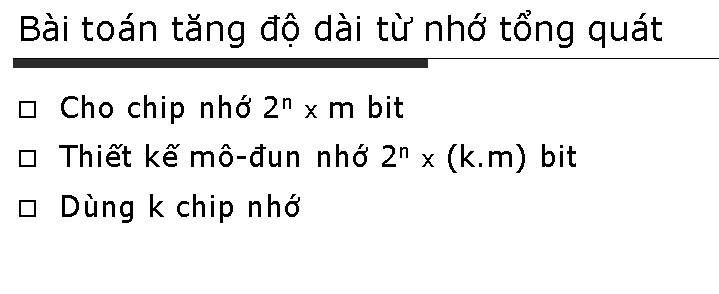 Bài toán tăng độ dài từ nhớ tổng quát
□ Cho chip nhớ 2ⁿ x m bit
□ Thiết kế mô-đun nhớ 2ⁿ x (k.m) bit
□ Dùng k chip nhớ